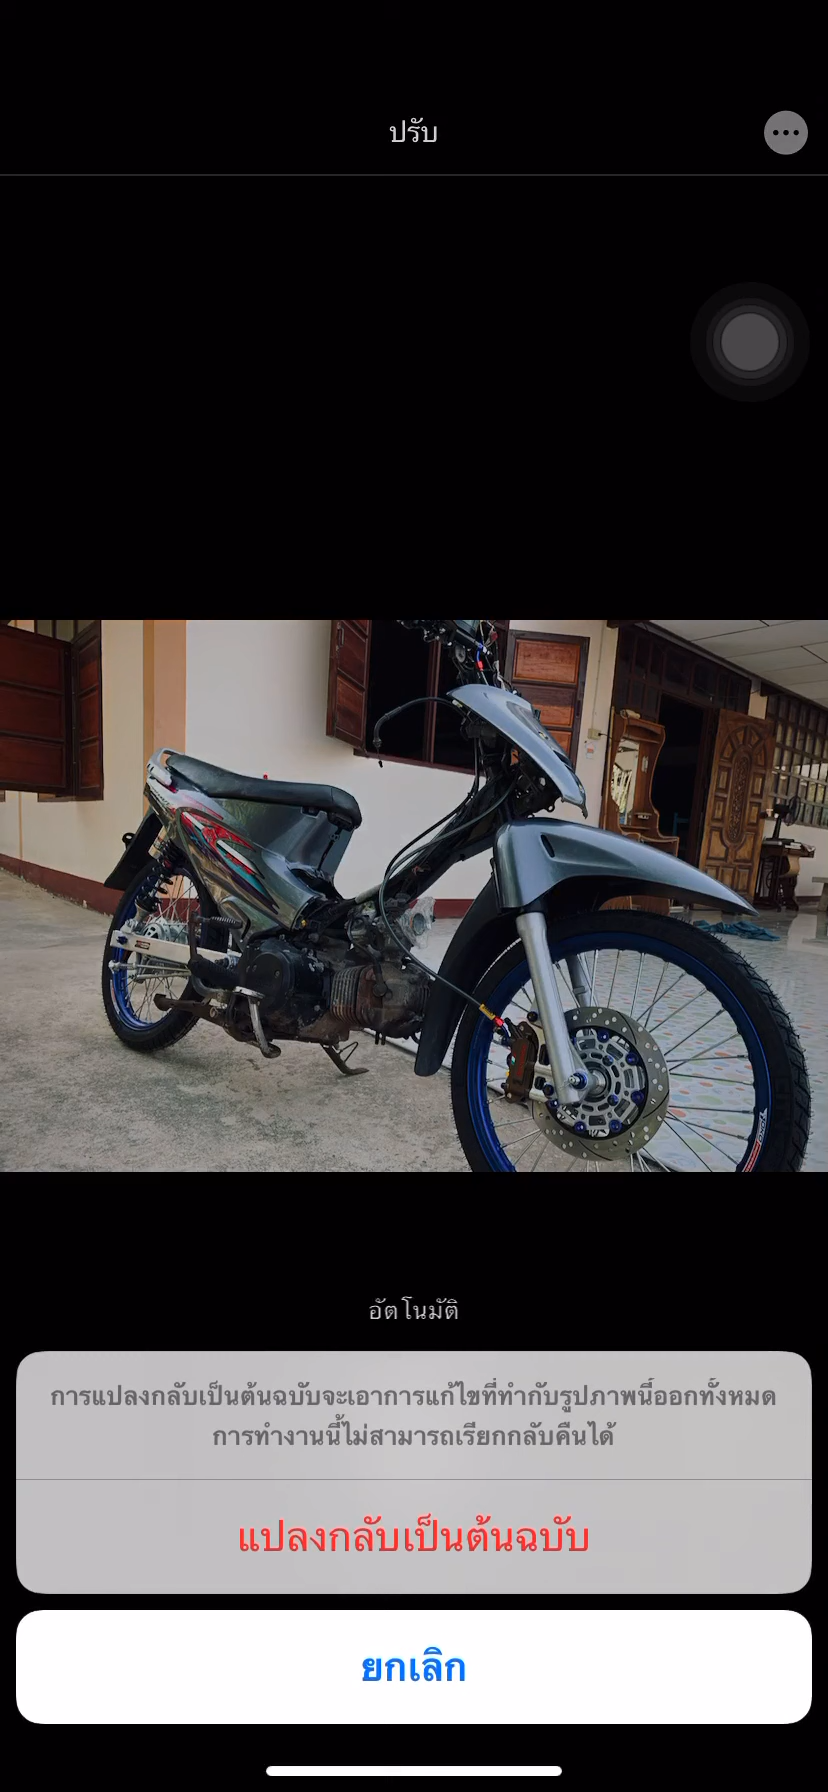 ปรับ
อัตโนมัติ
การแปลงกลับเป็นต้นฉบับจะเอาการแก้ไขที่ทำกับรูปภาพนี้ออกทั้งหมด
การทำงานนี้ไม่สามารถเรียกกลับคืนได้
แปลงกลับเป็นต้นฉบับ
ยกเลิก